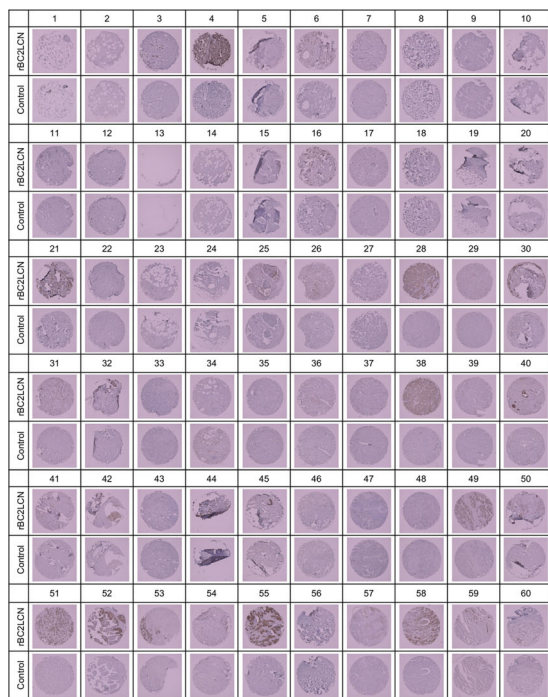 1 2 3 4 5 6 7 8 9 10
rBC2LCN
Control
11 12 13 14 15 16 17 18 19 20
rBC2LCN
Control
21 22 23 24 25 26 27 28 29 30
rBC2LCN
Control
31 32 33 34 35 36 37 38 39 40
rBC2LCN
Control
41 42 43 44 45 46 47 48 49 50
rBC2LCN
Control
51 52 53 54 55 56 57 58 59 60
rBC2LCN
Control